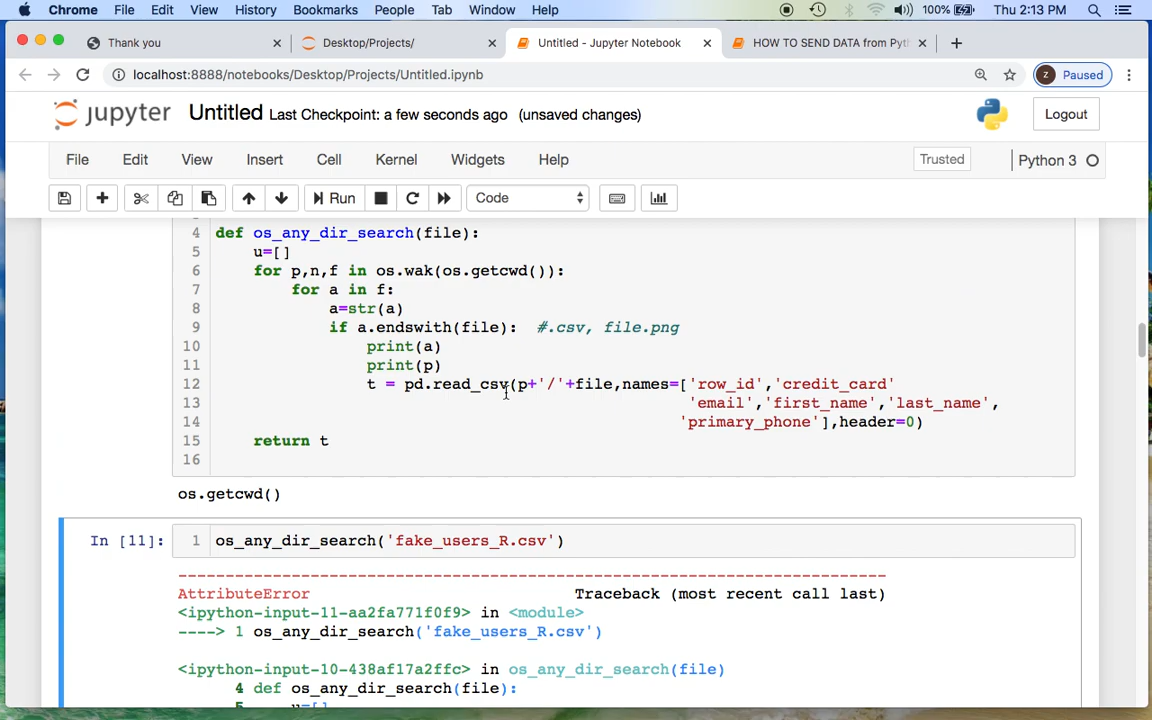 Chrome File Edit View History Bookmarks People Tab Window Help 100% Thu 2:13 PM
Thank you Desktop/Projects/ Untitled - Jupyter Notebook HOW TO SEND DATA from Pyth
localhost:8888/notebooks/Desktop/Projects/Untitled.ipynb Z Paused
jupyter Untitled Last Checkpoint: a few seconds ago (unsaved changes) Logout
File Edit View Insert Cell Kernel Widgets Help Trusted Python 3
Run Code
4 def os_any_dir_search(file):
5 u=[]
6 for p,n,f in os.wak(os.getcwd()):
7 for a in f:
8 a=str(a)
9 if a.endswith(file): #.csv, file.png
10 print(a)
11 print(p)
12 t = pd.read_csv(p+'/'+file,names=['row_id','credit_card'
13 'email','first_name','last_name',
14 'primary_phone'],header=0)
15 return t
16
os.getcwd()
In [11]: 1 os_any_dir_search('fake_users_R.csv')
AttributeError Traceback (most recent call last)
<ipython-input-11-aa2fa771f0f9> in <module>
----> 1 os_any_dir_search('fake_users_R.csv')
<ipython-input-10-438af17a2ffc> in os_any_dir_search(file)
4 def os_any_dir_search(file):